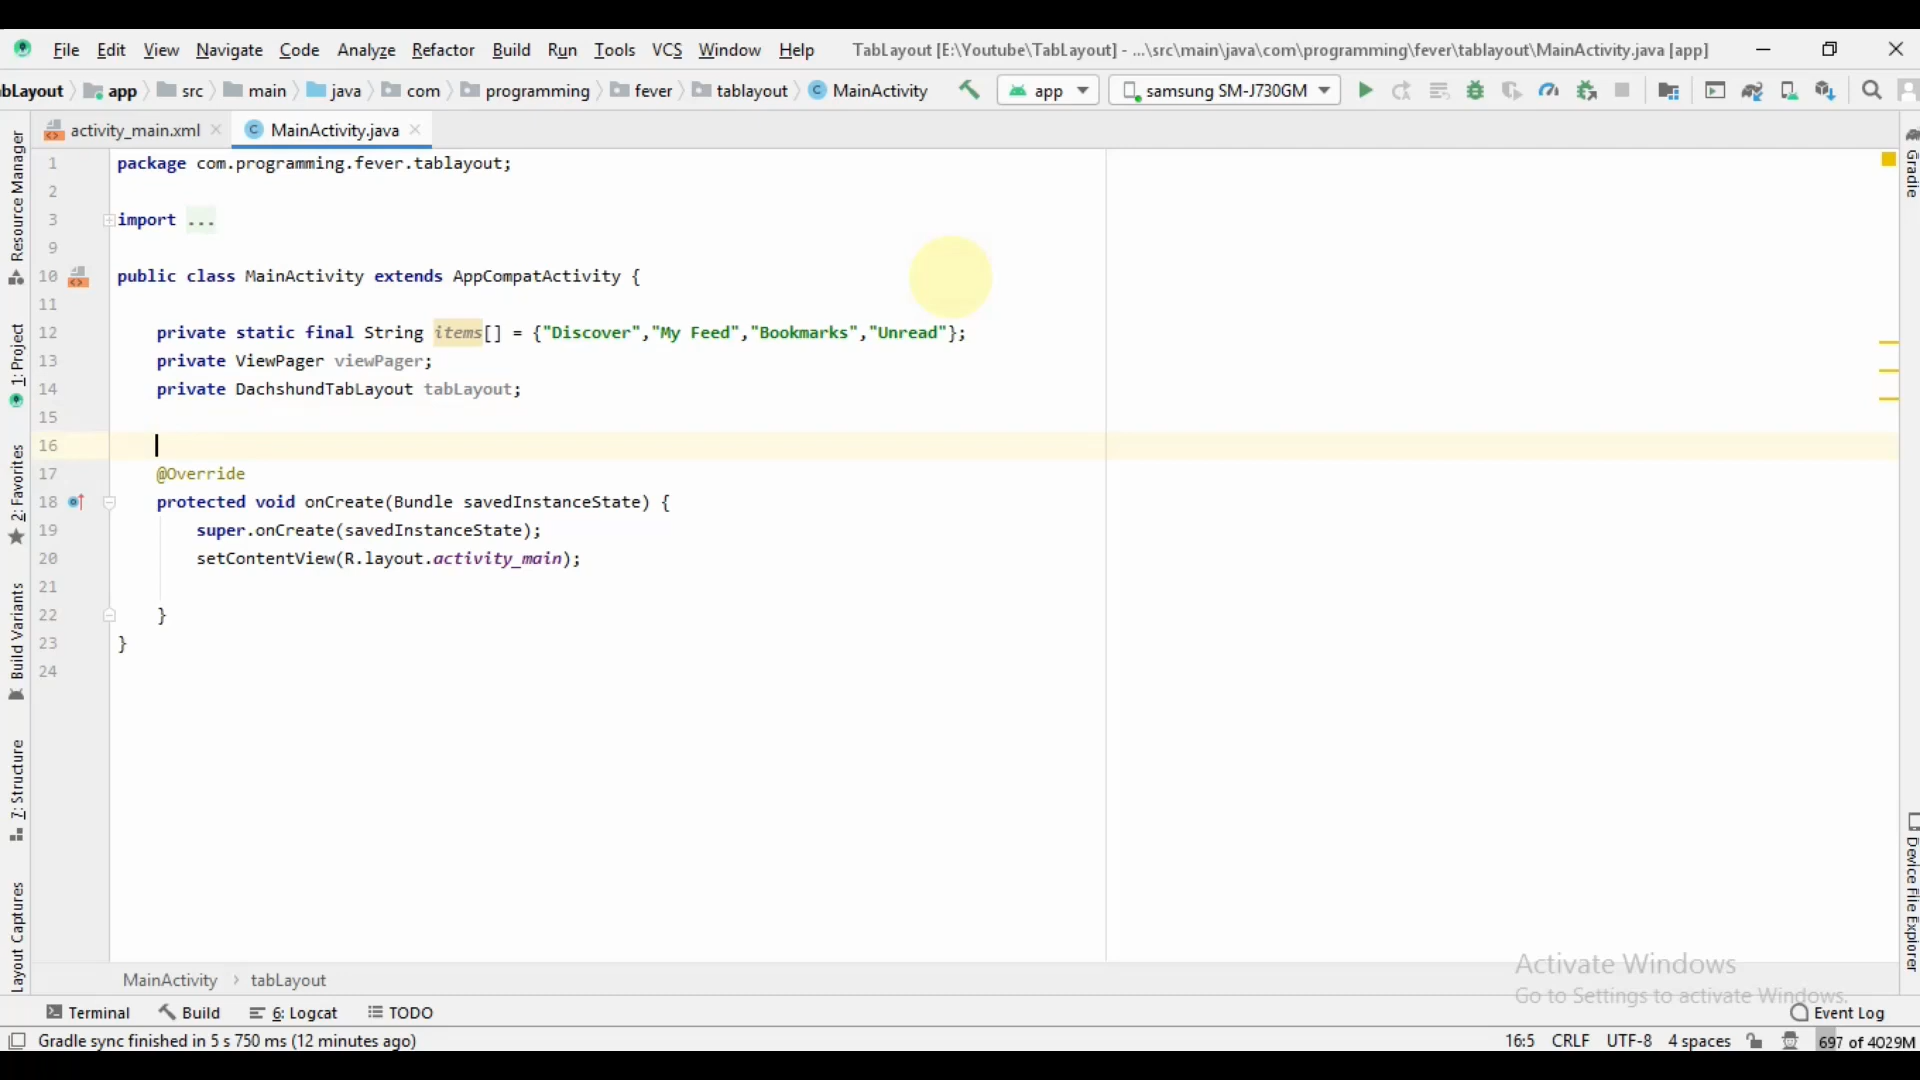 File Edit View Navigate Code Analyze Refactor Build Run Tools VCS Window Help TabLayout [E:\Youtube\TabLayout] - ...\src\main\java\com\programming\fever\tablayout\MainActivity.java [app]
bLayout app src main java com programming fever tablayout MainActivity app samsung SM-J730GM
activity_main.xml MainActivity.java
1 package com.programming.fever.tablayout;
2
3 import ...
9
10 public class MainActivity extends AppCompatActivity {
11
12 private static final String items[] = {"Discover","My Feed","Bookmarks","Unread"};
13 private ViewPager viewPager;
14 private DachshundTabLayout tabLayout;
15
16
17 @Override
18 protected void onCreate(Bundle savedInstanceState) {
19 super.onCreate(savedInstanceState);
20 setContentView(R.layout.activity_main);
21
22 }
23 }
24
Resource Manager
1: Project
2: Favorites
Build Variants
7: Structure
Layout Captures
Gradle
Device File Explorer
Activate Windows
Go to Settings to activate Windows.
MainActivity > tabLayout
Terminal Build 6: Logcat TODO Event Log
Gradle sync finished in 5 s 750 ms (12 minutes ago) 16:5 CRLF UTF-8 4 spaces 697 of 4029M